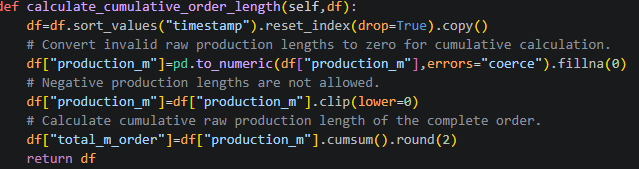 def calculate_cumulative_order_length(self,df):
    df=df.sort_values("timestamp").reset_index(drop=True).copy()
    # Convert invalid raw production lengths to zero for cumulative calculation.
    df["production_m"]=pd.to_numeric(df["production_m"],errors="coerce").fillna(0)
    # Negative production lengths are not allowed.
    df["production_m"]=df["production_m"].clip(lower=0)
    # Calculate cumulative raw production length of the complete order.
    df["total_m_order"]=df["production_m"].cumsum().round(2)
    return df